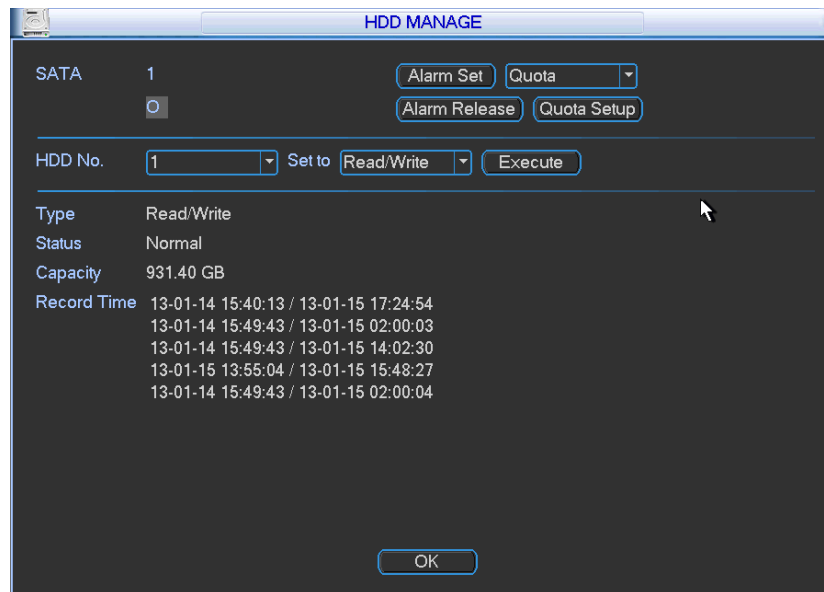 HDD MANAGE
SATA 1 Alarm Set Quota
O Alarm Release Quota Setup
HDD No. 1 Set to Read/Write Execute
Type Read/Write
Status Normal
Capacity 931.40 GB
Record Time 13-01-14 15:40:13 / 13-01-15 17:24:54
13-01-14 15:49:43 / 13-01-15 02:00:03
13-01-14 15:49:43 / 13-01-15 14:02:30
13-01-15 13:55:04 / 13-01-15 15:48:27
13-01-14 15:49:43 / 13-01-15 02:00:04
OK